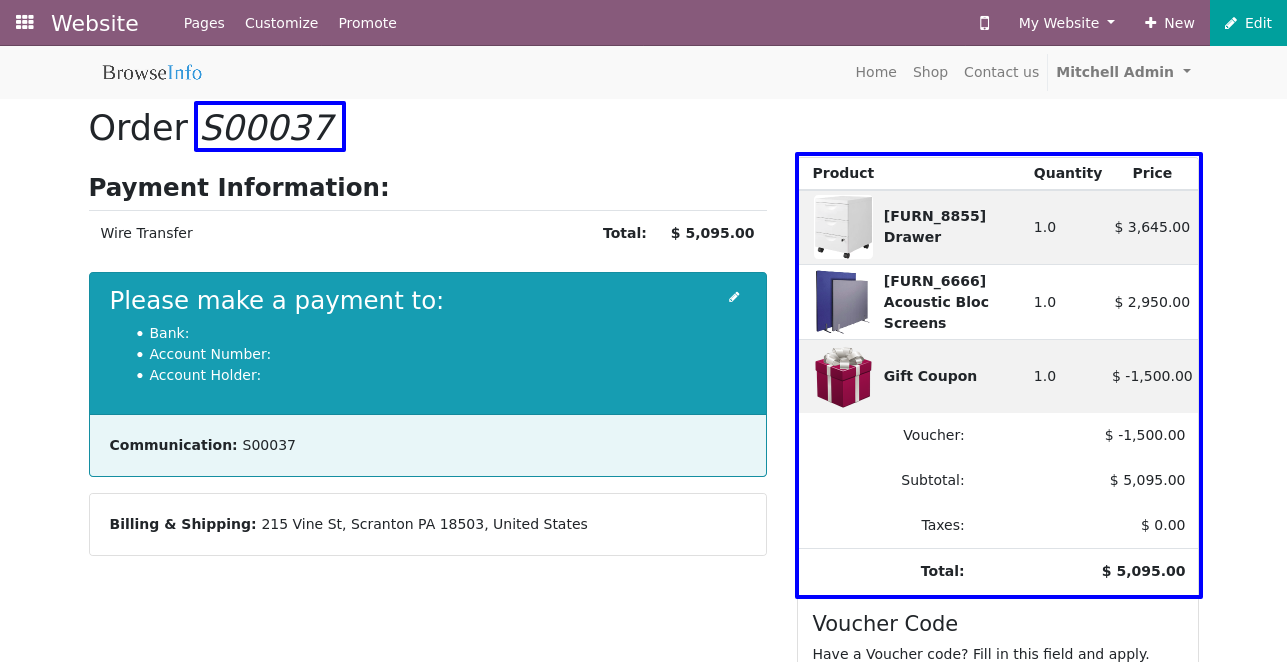 Website Pages Customize Promote My Website New Edit
BrowseInfo Home Shop Contact us Mitchell Admin
Order S00037
Payment Information:
Wire Transfer Total: $ 5,095.00
Please make a payment to:
Bank:
Account Number:
Account Holder:
Communication: S00037
Billing & Shipping: 215 Vine St, Scranton PA 18503, United States
Product Quantity Price
[FURN_8855]
Drawer 1.0 $ 3,645.00
[FURN_6666]
Acoustic Bloc 1.0 $ 2,950.00
Screens
Gift Coupon 1.0 $ -1,500.00
Voucher: $ -1,500.00
Subtotal: $ 5,095.00
Taxes: $ 0.00
Total: $ 5,095.00
Voucher Code
Have a Voucher code? Fill in this field and apply.